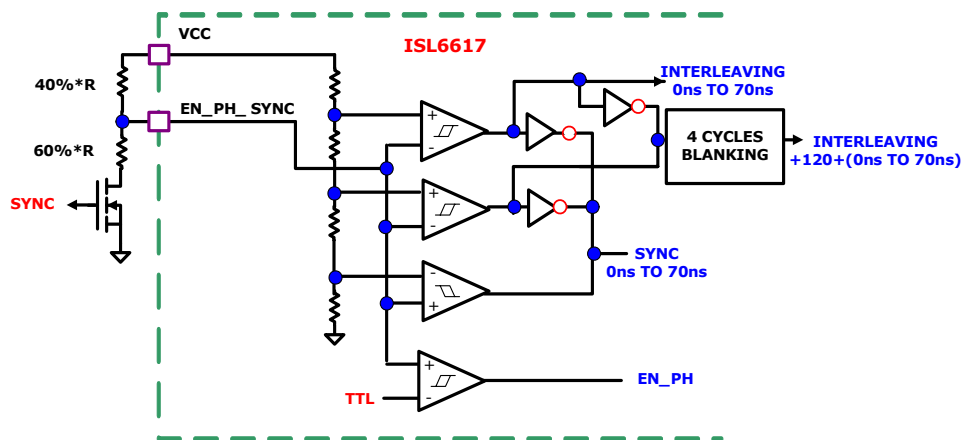 VCC
ISL6617
40%*R
INTERLEAVING
0ns TO 70ns
EN_PH_ SYNC
+
-
4 CYCLES
BLANKING
INTERLEAVING
+120+(0ns TO 70ns)
60%*R
SYNC
+
-
SYNC
0ns TO 70ns
-
+
+
-
TTL
EN_PH